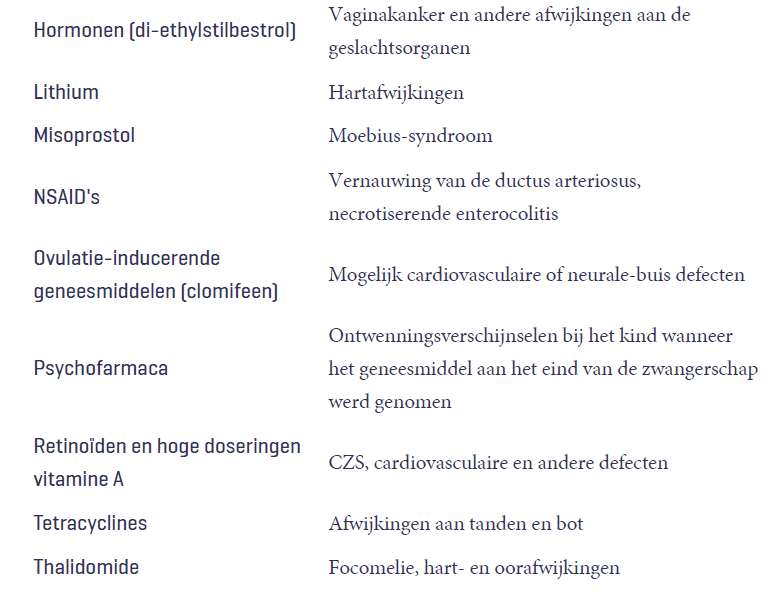 Hormonen (di-ethylstilbestrol)
Vaginakanker en andere afwijkingen aan de
geslachtsorganen
Lithium
Hartafwijkingen
Misoprostol
Moebius-syndroom
NSAID's
Vernauwing van de ductus arteriosus,
necrotiserende enterocolitis
Ovulatie-inducerende
geneesmiddelen (clomifeen)
Mogelijk cardiovasculaire of neurale-buis defecten
Psychofarmaca
Ontwenningsverschijnselen bij het kind wanneer
het geneesmiddel aan het eind van de zwangerschap
werd genomen
Retinoïden en hoge doseringen
vitamine A
CZS, cardiovasculaire en andere defecten
Tetracyclines
Afwijkingen aan tanden en bot
Thalidomide
Focomelie, hart- en oorafwijkingen